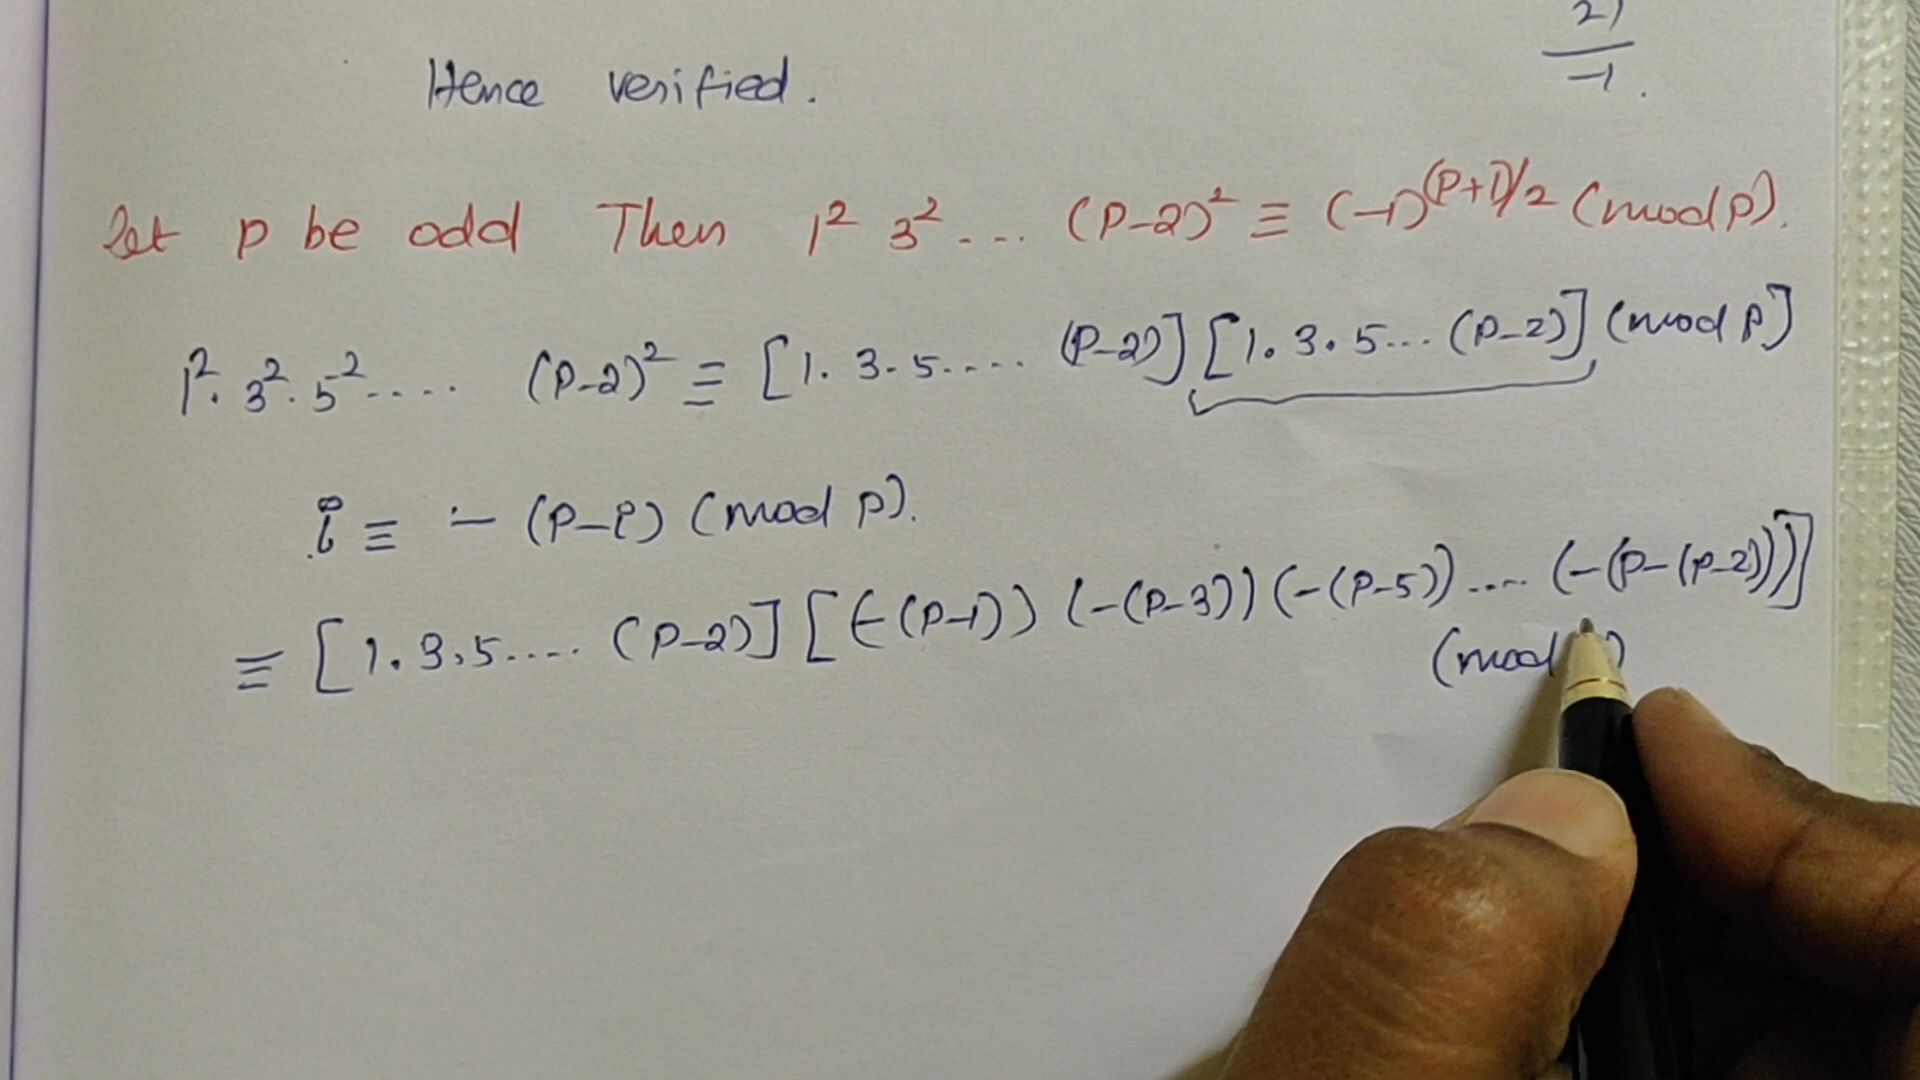 2)
-1.
Hence verified.
Let p be odd Then 1² 3² --- (P-2)² ≡ (-1)^(P+1)/2 (mod p).
1². 3². 5² .... (P-2)² ≡ [1. 3. 5..... (P-2)] [1. 3. 5... (P-2)] (mod P)
i ≡ - (P-i) (mod p).
≡ [1. 3. 5.... (P-2)] [(-(P-1)) (-(P-3)) (-(P-5)) .... (-(P-(P-2)))]
(mod